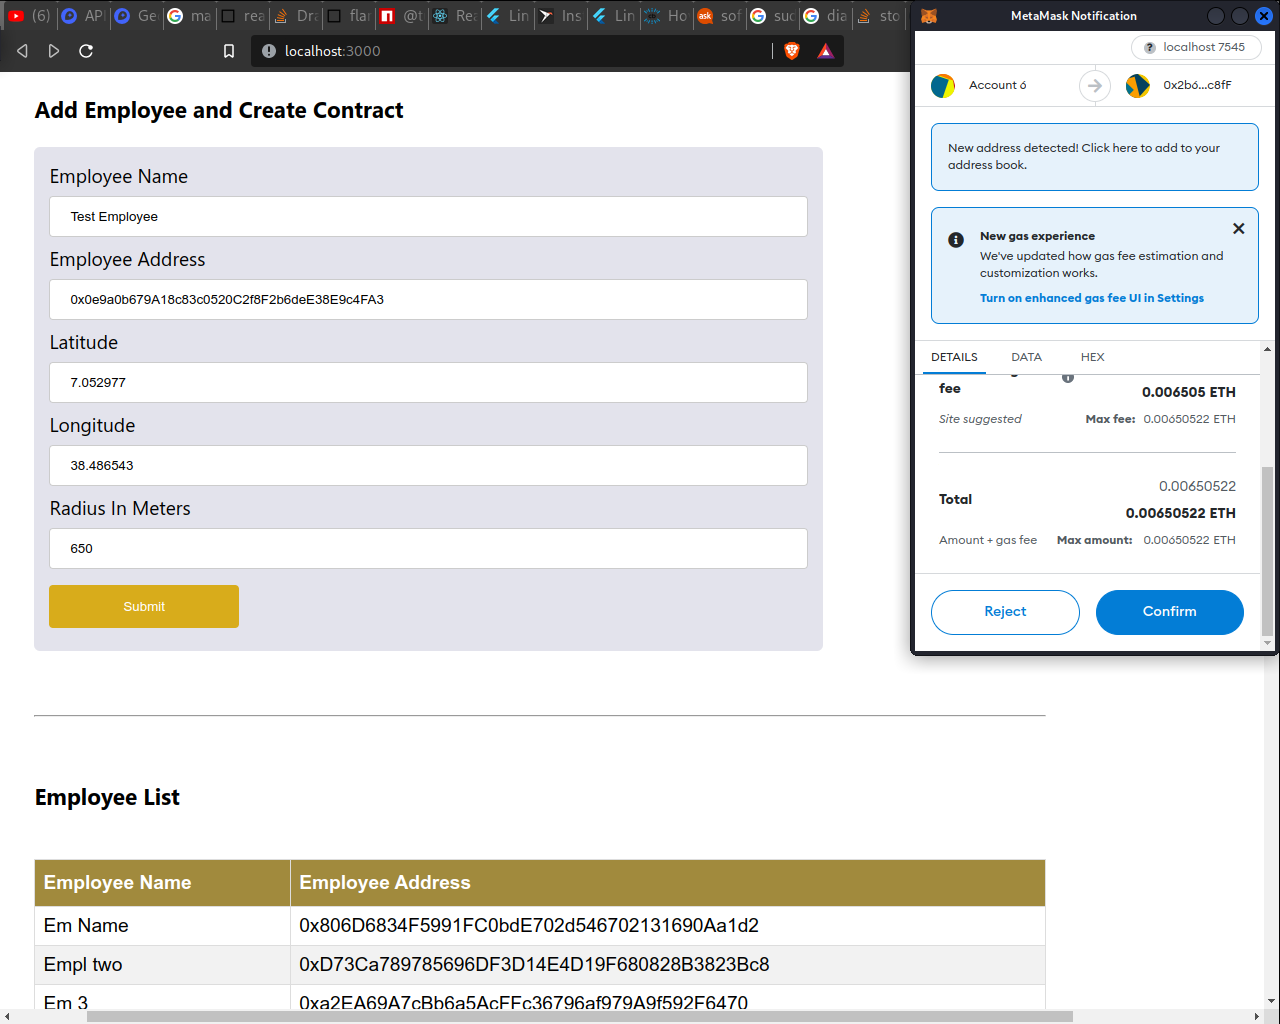 (6)
API
Ge
ma
rea
Dra
flar
@t
Rea
Lin
Ins
Lin
Ho
sof
suc
dia
sto
localhost:3000
Add Employee and Create Contract
Employee Name
Test Employee
Employee Address
0x0e9a0b679A18c83c0520C2f8F2b6deE38E9c4FA3
Latitude
7.052977
Longitude
38.486543
Radius In Meters
650
Submit
Employee List
Employee Name Employee Address
Em Name 0x806D6834F5991FC0bdE702d546702131690Aa1d2
Empl two 0xD73Ca789785696DF3D14E4D19F680828B3823Bc8
Em 3 0xa2EA69A7cBb6a5AcFFc36796af979A9f592F6470
MetaMask Notification
localhost 7545
Account 6
0x2b6...c8fF
New address detected! Click here to add to your
address book.
New gas experience
We've updated how gas fee estimation and
customization works.
Turn on enhanced gas fee UI in Settings
DETAILS DATA HEX
fee 0.006505 ETH
Site suggested Max fee: 0.00650522 ETH
0.00650522
Total
0.00650522 ETH
Amount + gas fee Max amount: 0.00650522 ETH
Reject Confirm